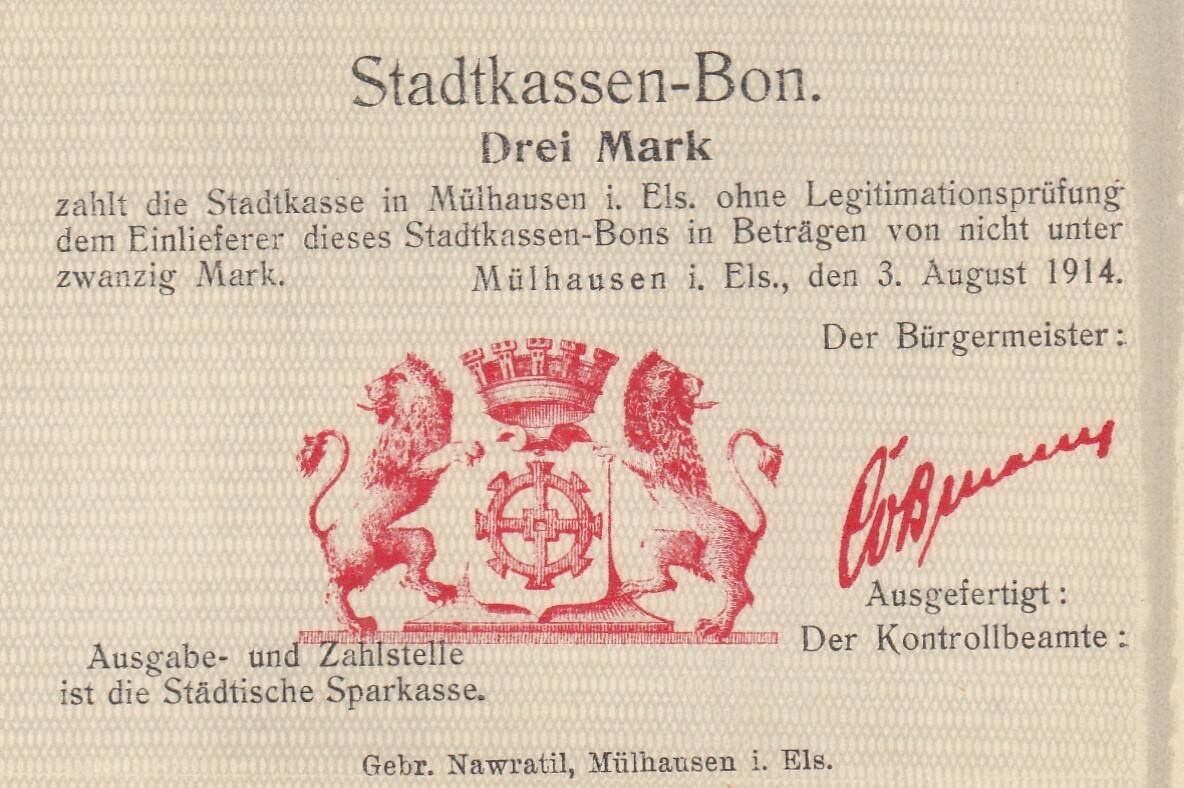 Stadtkassen-Bon.
Drei Mark
zahlt die Stadtkasse in Mülhausen i. Els. ohne Legitimationsprüfung
dem Einlieferer dieses Stadtkassen-Bons in Beträgen von nicht unter
zwanzig Mark. Mülhausen i. Els., den 3. August 1914.
Der Bürgermeister:
Coßmann
Ausgefertigt:
Der Kontrollbeamte:
Ausgabe- und Zahlstelle
ist die Städtische Sparkasse.
Gebr. Nawratil, Mülhausen i. Els.